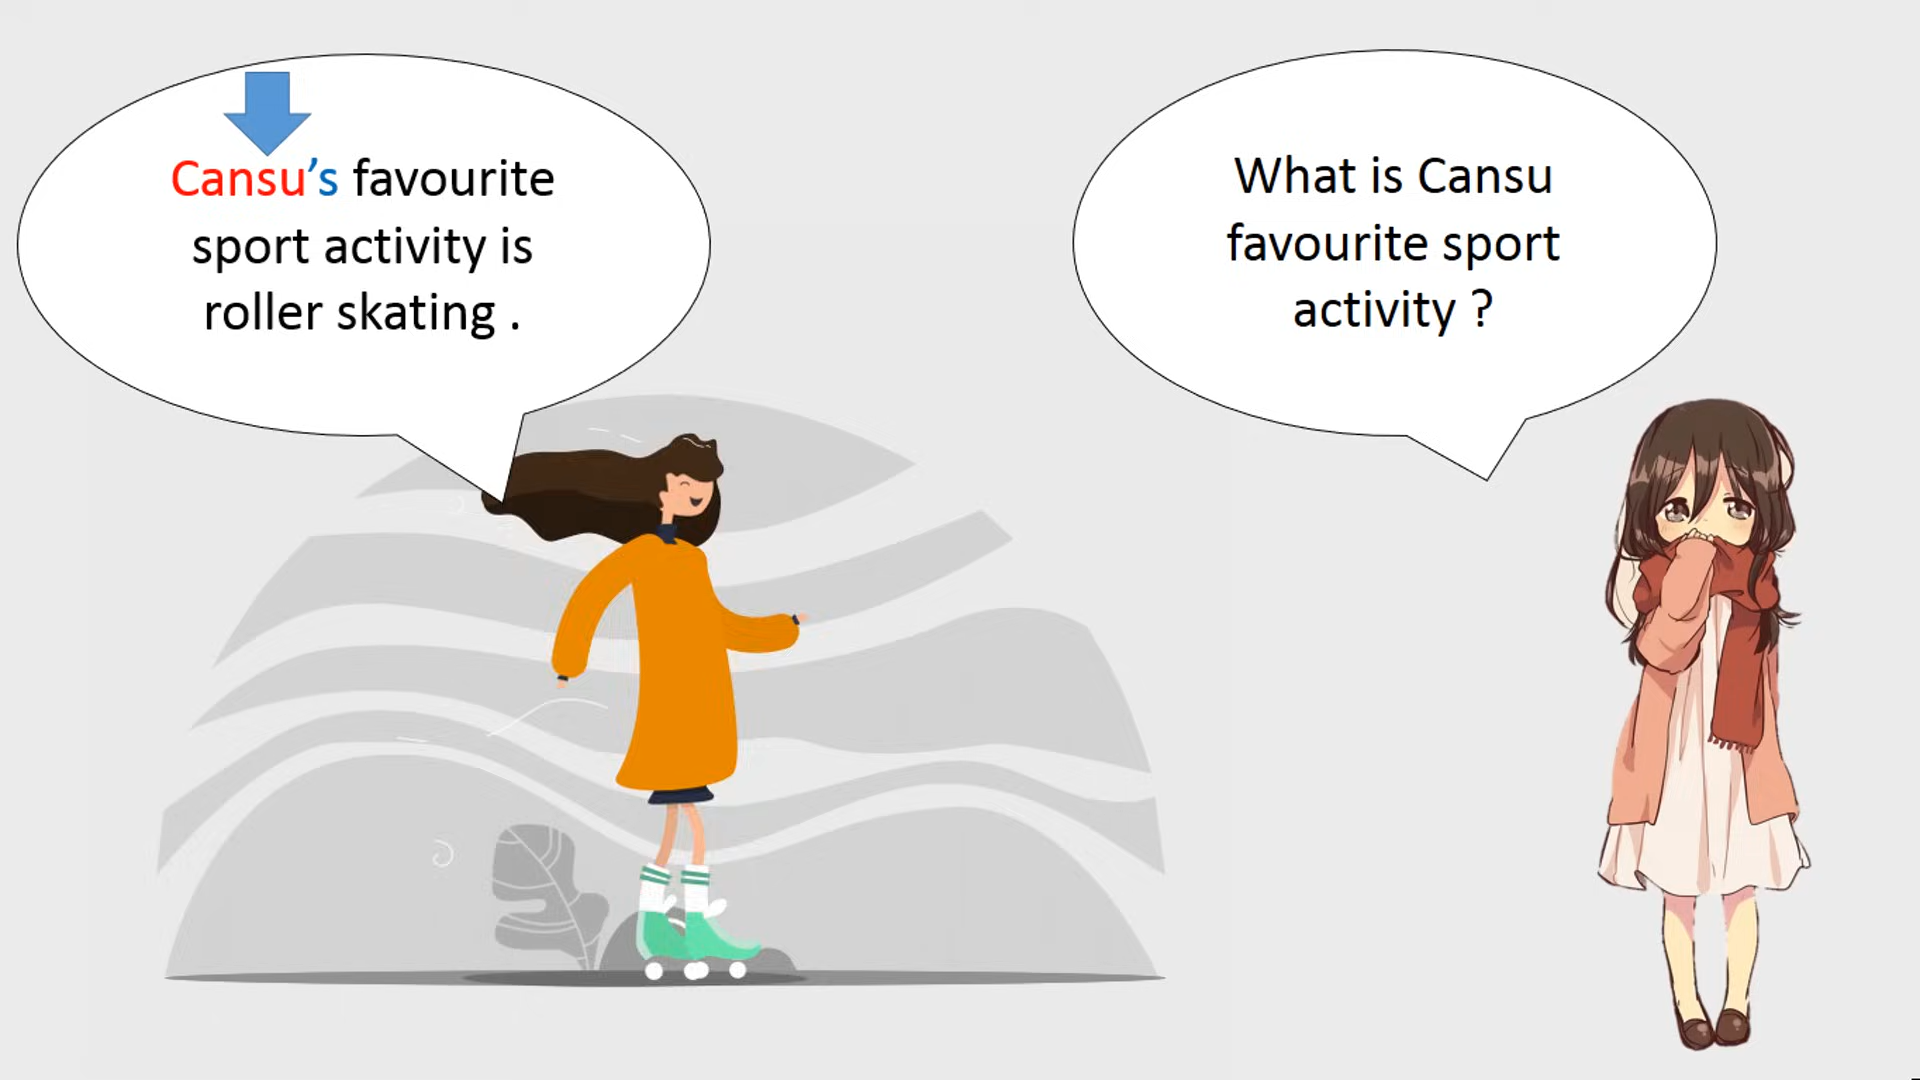 Cansu’s favourite
sport activity is
roller skating .
What is Cansu
favourite sport
activity ?